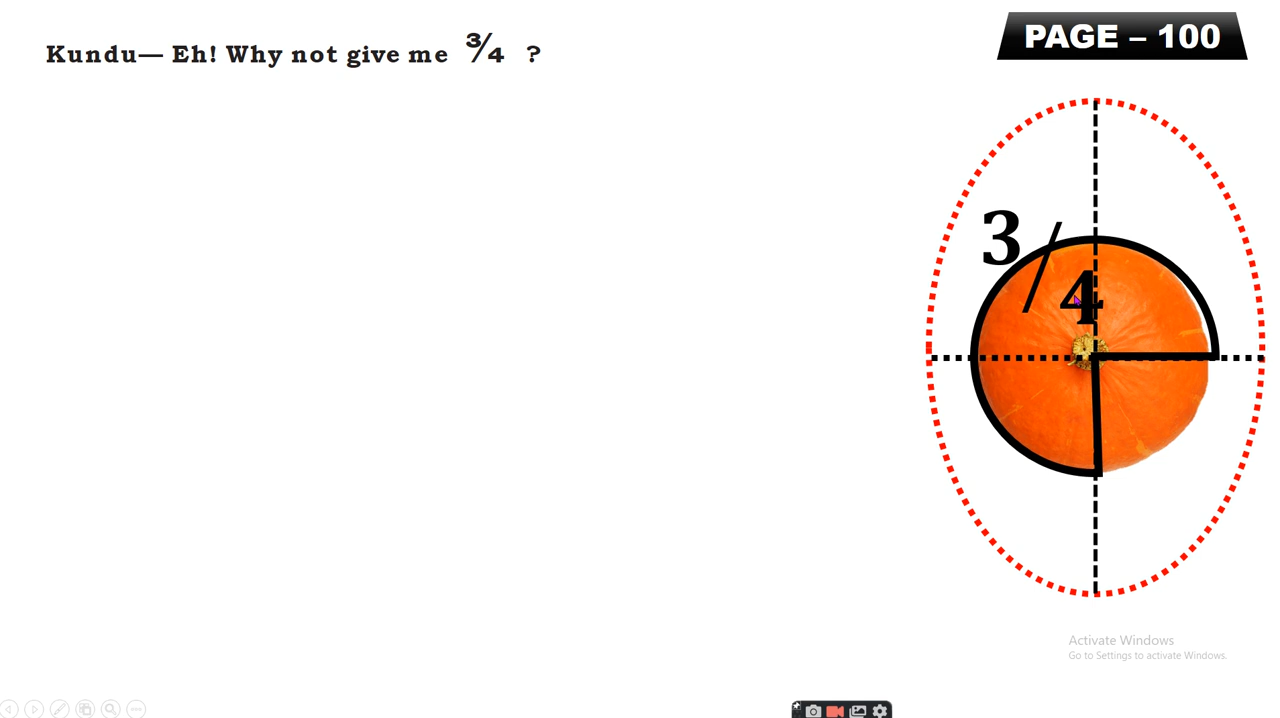 Kundu— Eh! Why not give me ¾ ?
PAGE – 100
3/4
Activate Windows
Go to Settings to activate Windows.